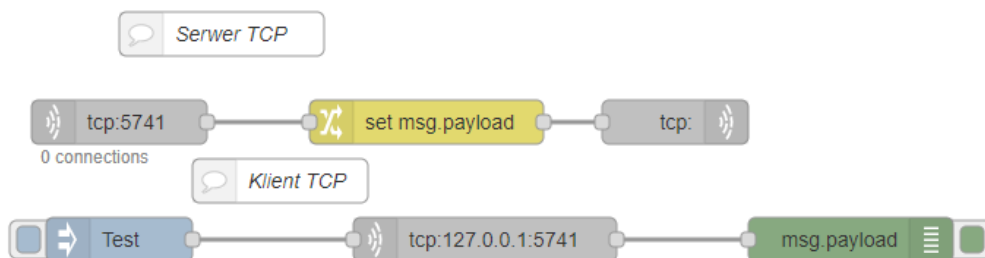 Serwer TCP
tcp:5741
set msg.payload
tcp:
0 connections
Klient TCP
Test
tcp:127.0.0.1:5741
msg.payload